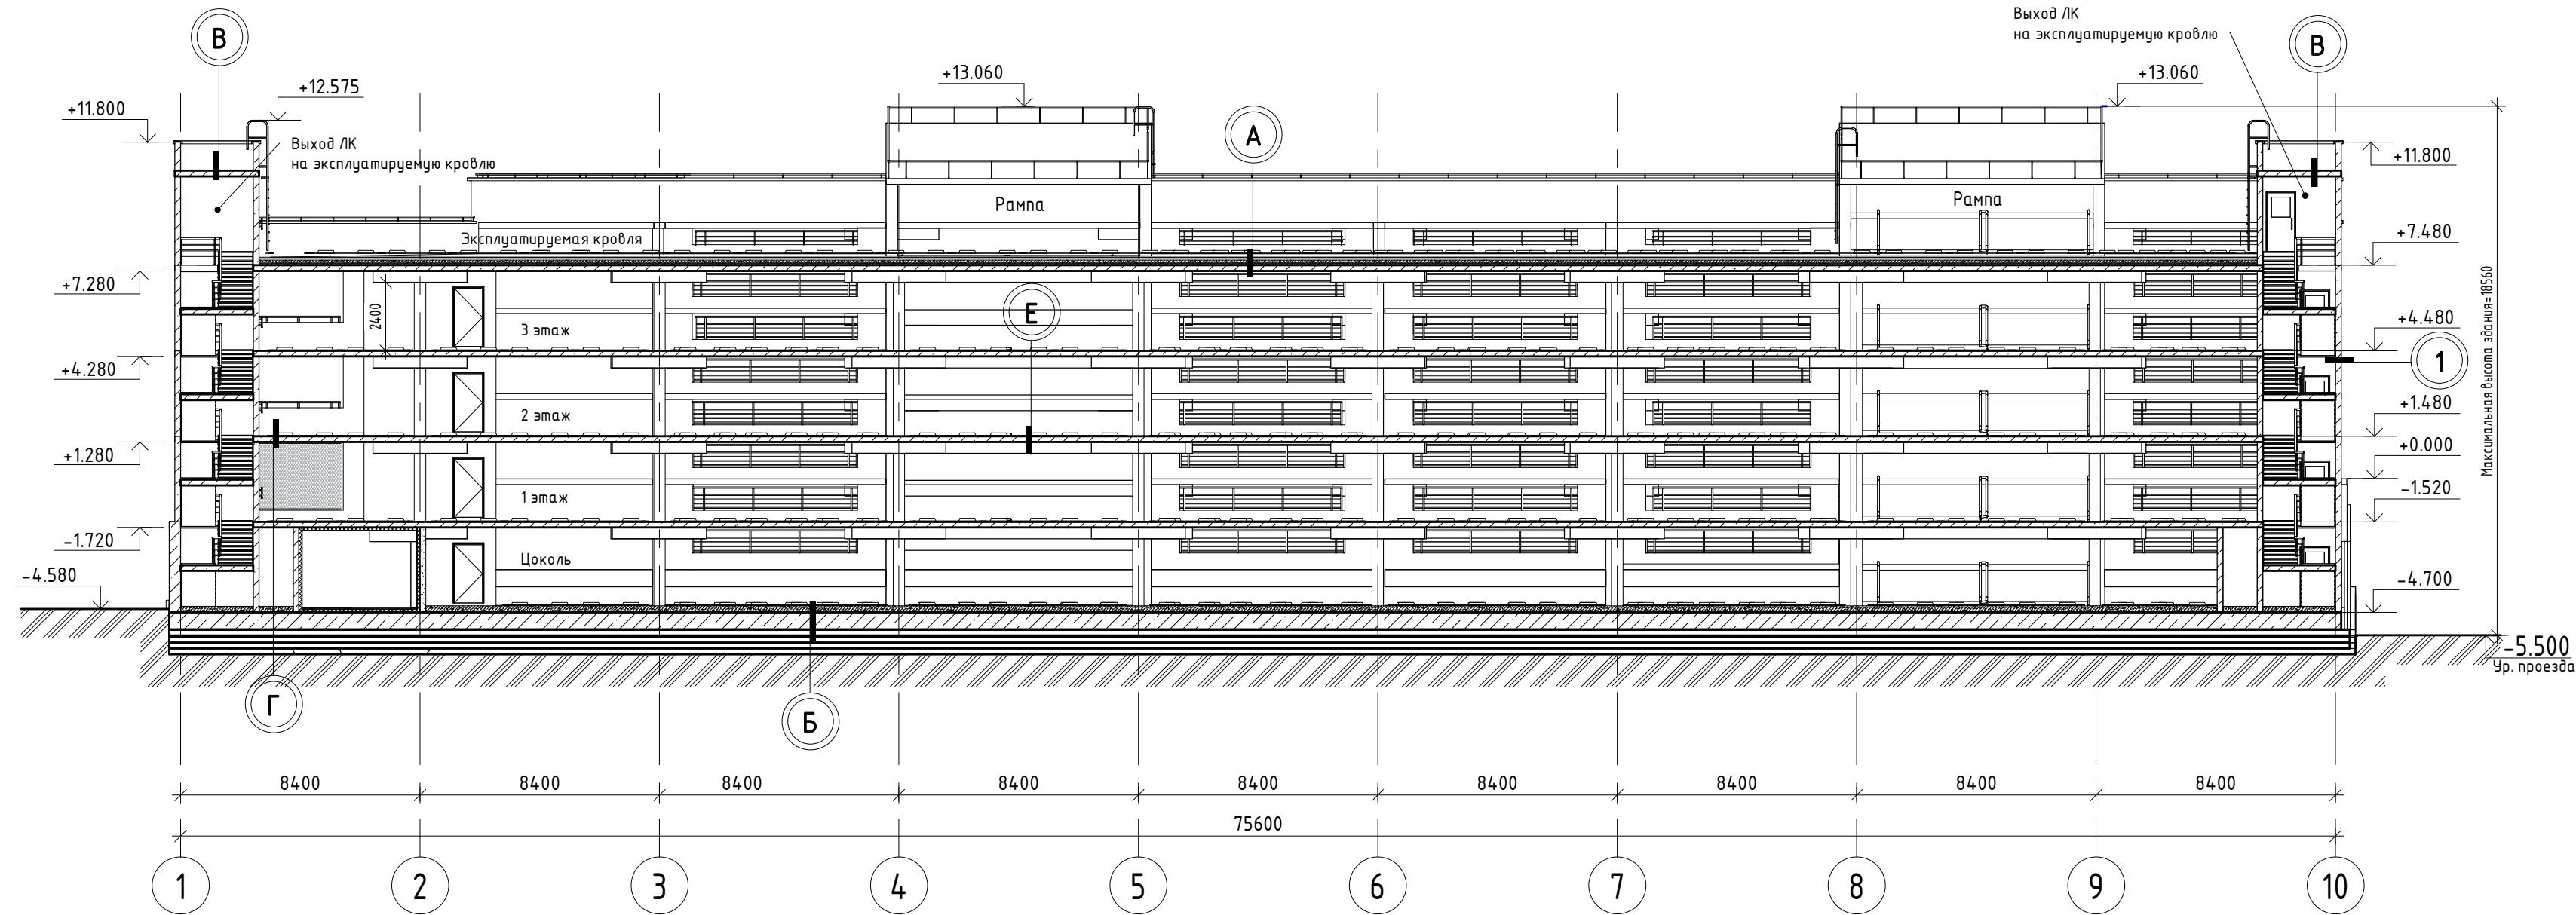 Выход ЛК
на эксплуатируемую кровлю
В
В
+12.575
+13.060
+13.060
+11.800
А
Выход ЛК
на эксплуатируемую кровлю
+11.800
Рампа
Рампа
Эксплуатируемая кровля
+7.480
+7.280
2400
Е
3 этаж
+4.480
+4.280
1
Максимальная высота здания=18560
2 этаж
+1.480
+1.280
+0.000
1 этаж
-1.520
-1.720
Цоколь
-4.580
-4.700
-5.500
Ур. проезда
Г
Б
8400
8400
8400
8400
8400
8400
8400
8400
8400
75600
1
2
3
4
5
6
7
8
9
10